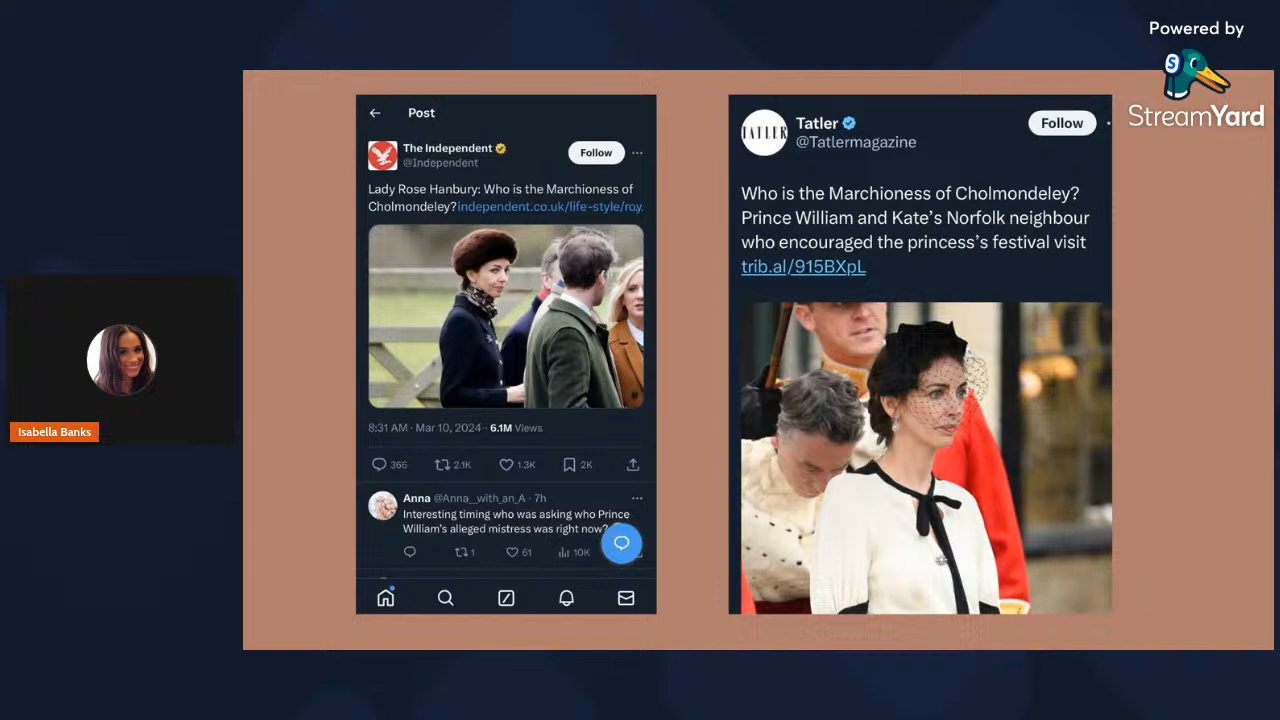 Powered by
StreamYard
Post
The Independent
@Independent
Follow
Lady Rose Hanbury: Who is the Marchioness of
Cholmondeley?independent.co.uk/life-style/roy.
8:31 AM · Mar 10, 2024 · 6.1M Views
366 2.1K 1.3K 2K
Anna @Anna_with_an_A · 7h
Interesting timing who was asking who Prince
William's alleged mistress was right now?
1 61 10K
TATLER
Tatler
@Tatlermagazine
Follow
Who is the Marchioness of Cholmondeley?
Prince William and Kate's Norfolk neighbour
who encouraged the princess's festival visit
trib.al/915BXpL
Isabella Banks